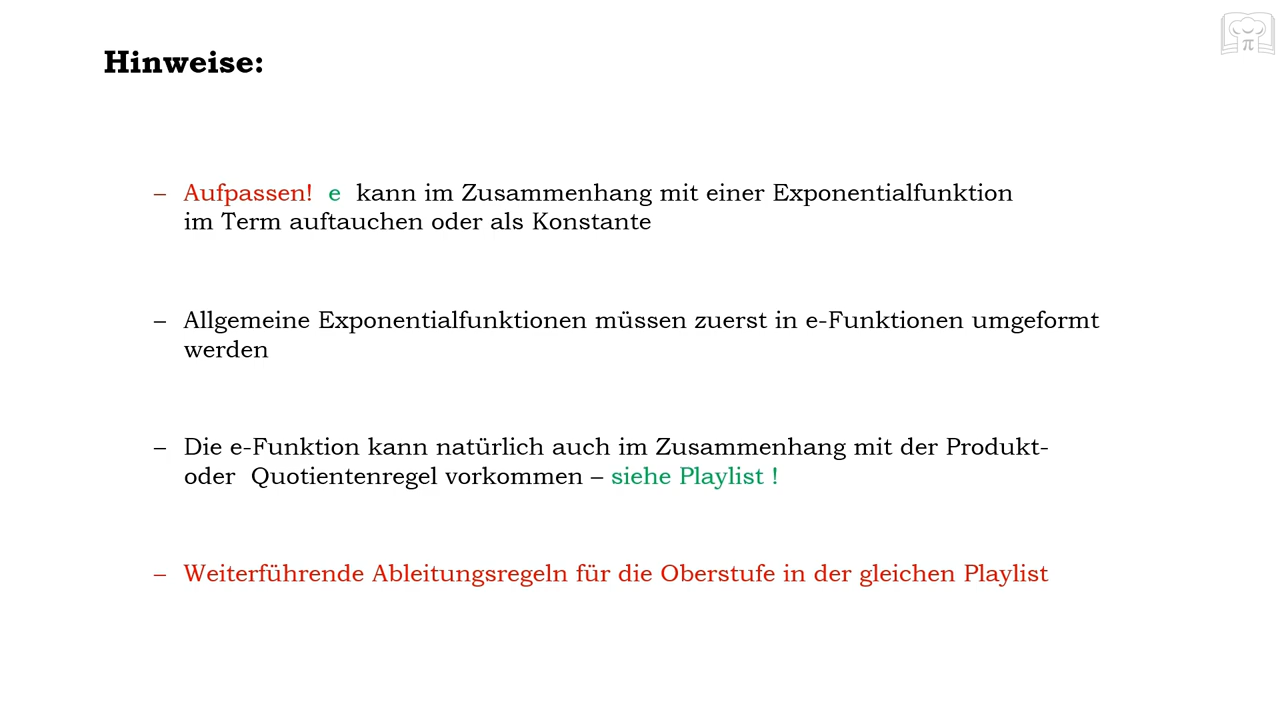 Hinweise:
– Aufpassen! e kann im Zusammenhang mit einer Exponentialfunktion
im Term auftauchen oder als Konstante
– Allgemeine Exponentialfunktionen müssen zuerst in e-Funktionen umgeformt
werden
– Die e-Funktion kann natürlich auch im Zusammenhang mit der Produkt-
oder Quotientenregel vorkommen – siehe Playlist !
– Weiterführende Ableitungsregeln für die Oberstufe in der gleichen Playlist
π